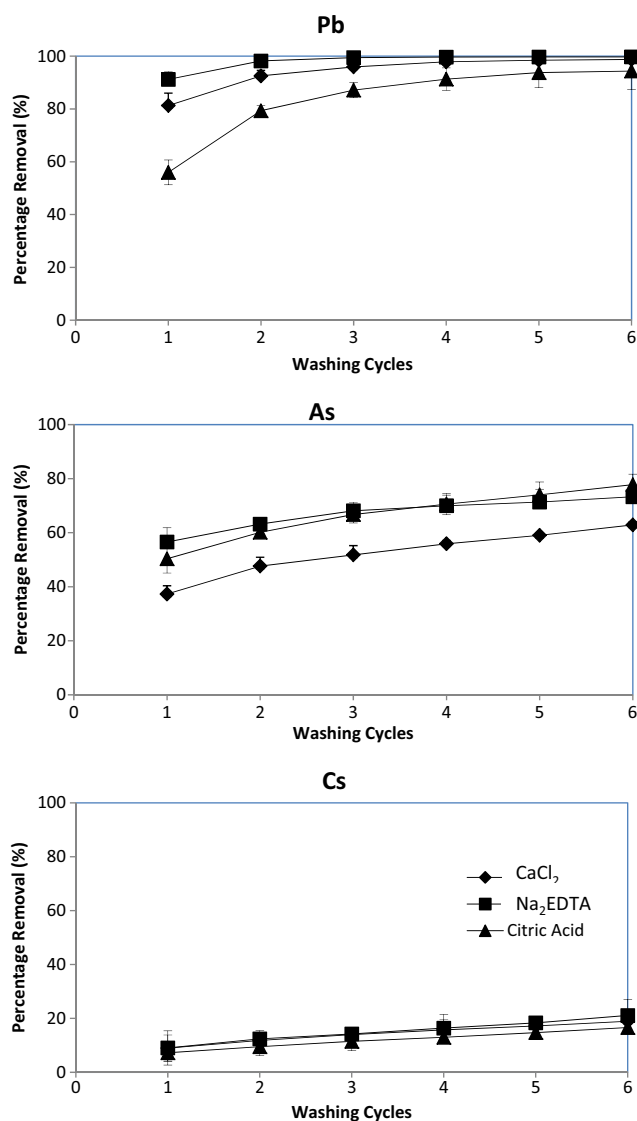 Pb
Percentage Removal (%)
100
80
60
40
20
0
0 1 2 3 4 5 6
Washing Cycles
As
Percentage Removal (%)
100
80
60
40
20
0
0 1 2 3 4 5 6
Washing Cycles
Cs
Percentage Removal (%)
100
80
60
40
20
0
CaCl₂
Na₂EDTA
Citric Acid
0 1 2 3 4 5 6
Washing Cycles